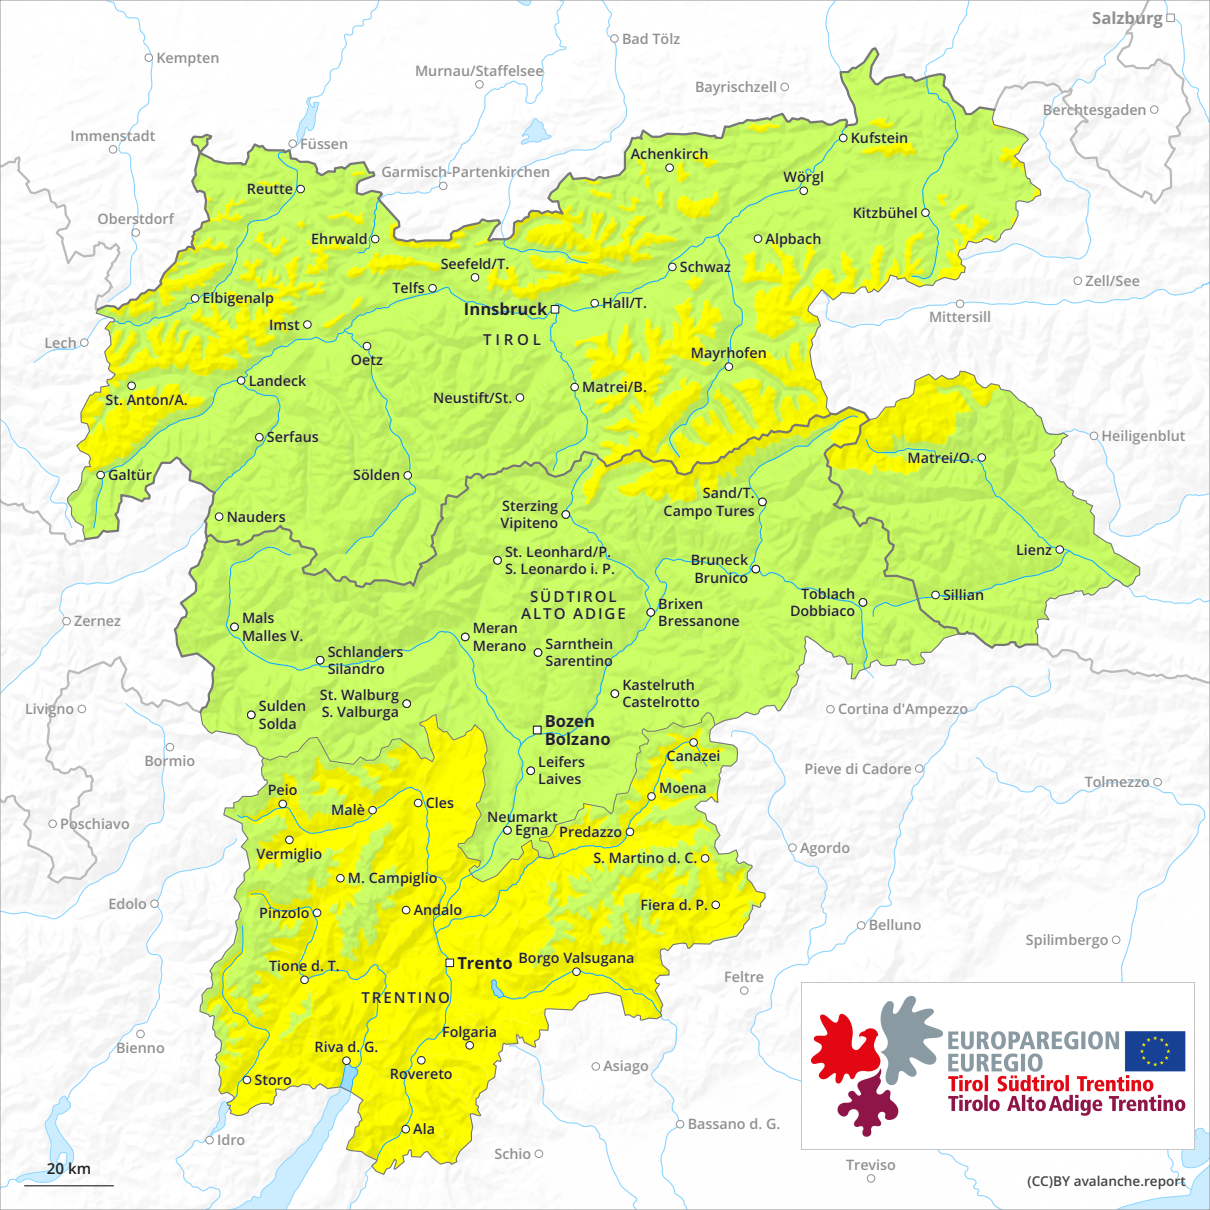 Salzburg
Bad Tölz
Kempten
Murnau/Staffelsee
Bayrischzell
Berchtesgaden
Immenstadt
Füssen
Kufstein
Achenkirch
Garmisch-Partenkirchen
Wörgl
Reutte
Oberstdorf
Kitzbühel
Ehrwald
Alpbach
Seefeld/T.
Schwaz
Zell/See
Telfs
Elbigenalp
Hall/T.
Innsbruck
Mittersill
Imst
TIROL
Lech
Mayrhofen
Oetz
Landeck
Matrei/B.
St. Anton/A.
Neustift/St.
Serfaus
Heiligenblut
Matrei/O.
Galtür
Sölden
Sand/T.
Campo Tures
Sterzing
Vipiteno
Nauders
Lienz
St. Leonhard/P.
S. Leonardo i. P.
Bruneck
Brunico
SÜDTIROL
ALTO ADIGE
Toblach
Dobbiaco
Sillian
Brixen
Bressanone
Zernez
Mals
Malles V.
Meran
Merano
Sarnthein
Sarentino
Schlanders
Silandro
Kastelruth
Castelrotto
St. Walburg
S. Valburga
Livigno
Sulden
Solda
Cortina d'Ampezzo
Bozen
Bolzano
Bormio
Canazei
Leifers
Laives
Pieve di Cadore
Tolmezzo
Peio
Moena
Malè
Cles
Neumarkt
Egna
Poschiavo
Predazzo
Vermiglio
Agordo
S. Martino d. C.
M. Campiglio
Edolo
Pinzolo
Andalo
Fiera d. P.
Belluno
Spilimbergo
Trento
Borgo Valsugana
Tione d. T.
Feltre
TRENTINO
Folgaria
Bienno
Riva d. G.
EUROPAREGION
EUREGIO
Tirol Südtirol Trentino
Tirolo Alto Adige Trentino
Asiago
Rovereto
Storo
Bassano d. G.
Ala
Idro
Schio
Treviso
20 km
(CC)BY avalanche.report